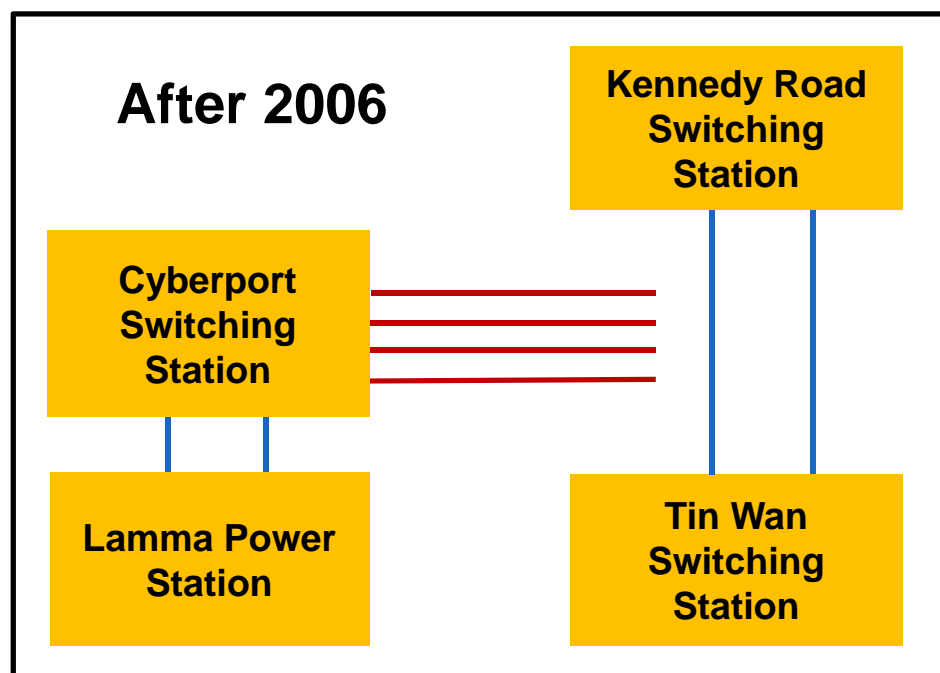 After 2006
Kennedy Road
Switching
Station
Cyberport
Switching
Station
Lamma Power
Station
Tin Wan
Switching
Station